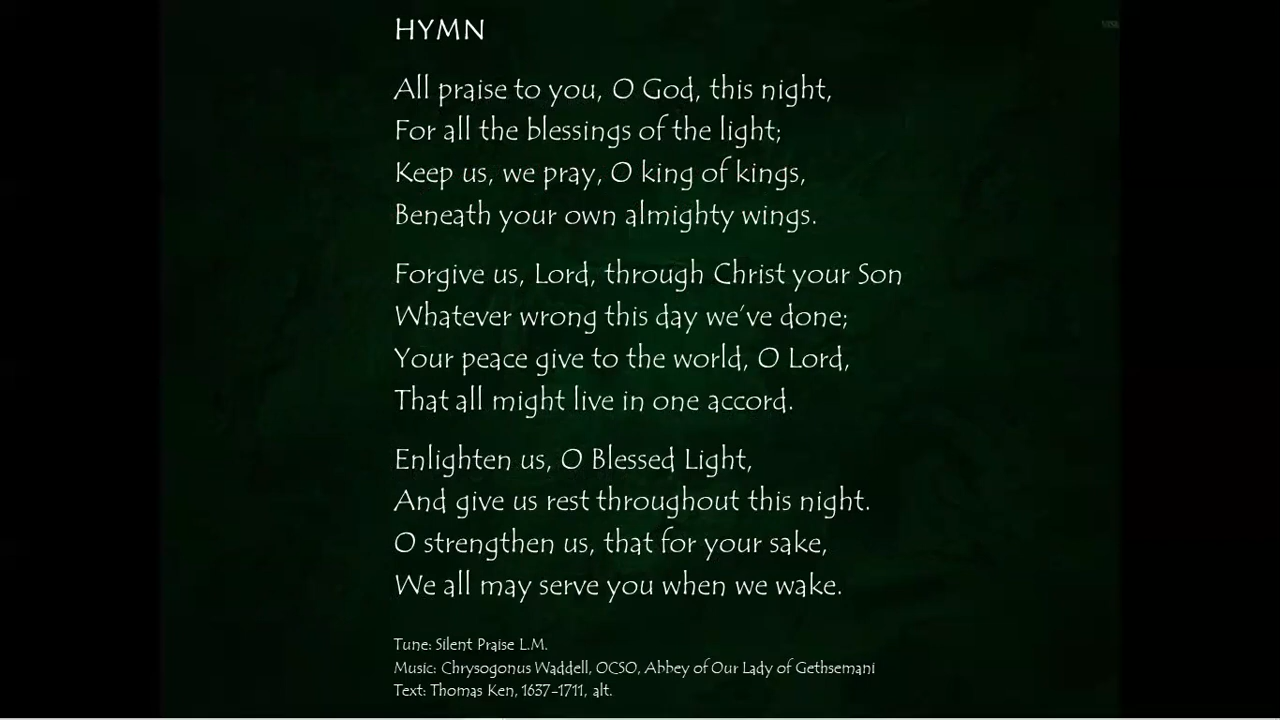 HYMN
All praise to you, O God, this night,
For all the blessings of the light;
Keep us, we pray, O king of kings,
Beneath your own almighty wings.
Forgive us, Lord, through Christ your Son
Whatever wrong this day we’ve done;
Your peace give to the world, O Lord,
That all might live in one accord.
Enlighten us, O Blessed Light,
And give us rest throughout this night.
O strengthen us, that for your sake,
We all may serve you when we wake.
Tune: Silent Praise L.M.
Music: Chrysogonus Waddell, OCSO, Abbey of Our Lady of Gethsemani
Text: Thomas Ken, 1637-1711, alt.